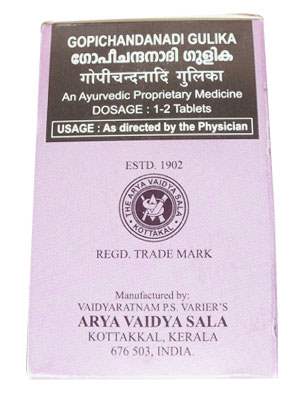 GOPICHANDANADI GULIKA
ഗോപീചന്ദനാദി ഗുളിക
गोपीचन्दनादि गुलिका
An Ayurvedic Proprietary Medicine
DOSAGE : 1-2 Tablets
USAGE : As directed by the Physician
ESTD. 1902
THE ARYA VAIDYA SALA
KOTTAKAL
REGD. TRADE MARK
Manufactured by:
VAIDYARATNAM P.S. VARIER'S
ARYA VAIDYA SALA
KOTTAKKAL, KERALA
676 503, INDIA.